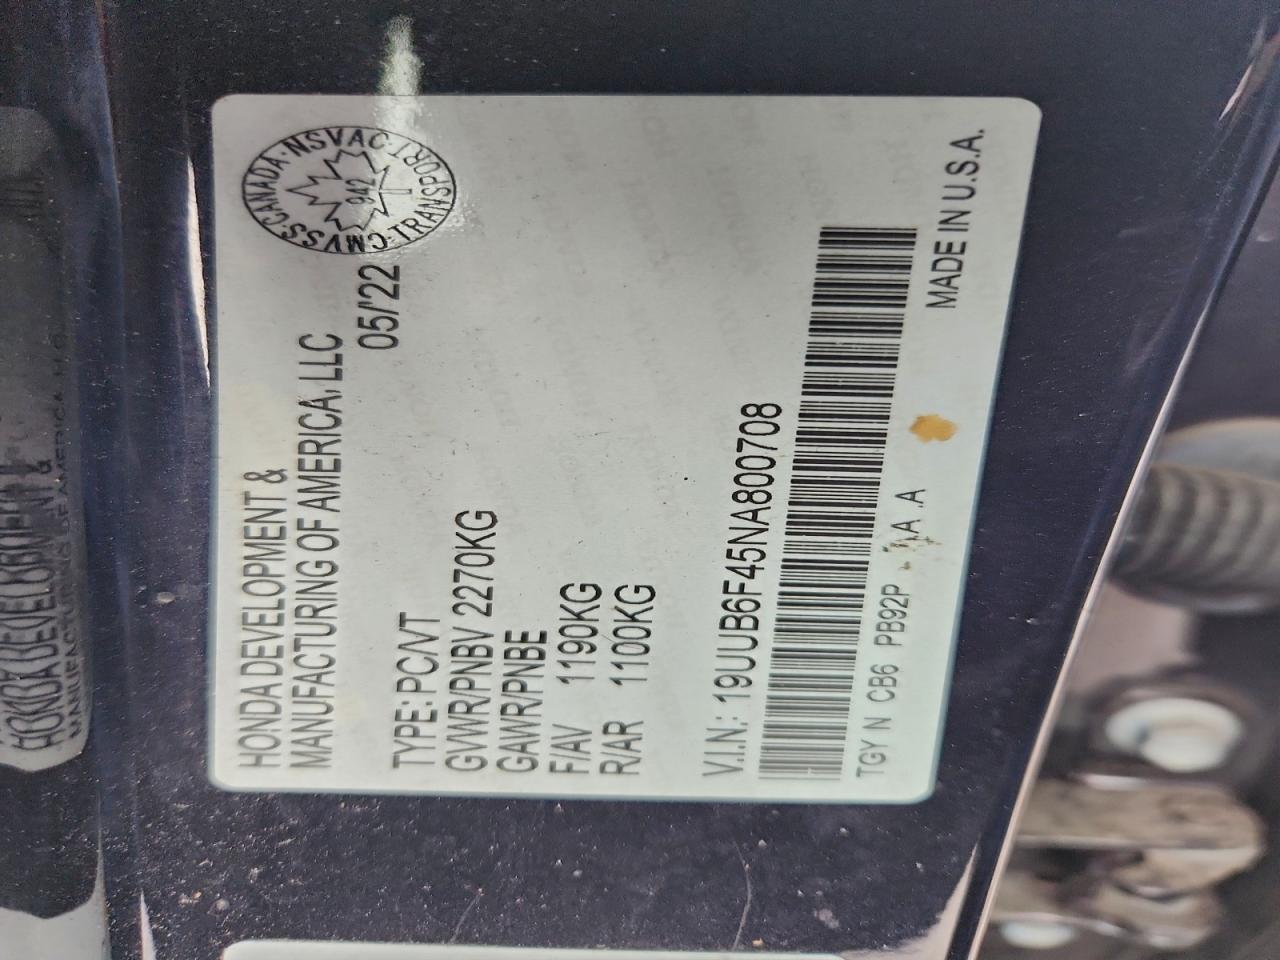 HONDA DEVELOPMENT &
MANUFACTURING OF AMERICA, LLC
05/'22
CMVSS·CANADA·NSVAC·TRANSPORT·
942
TYPE: PC/VT
GVWR/PNBV 2270KG
GAWR/PNBE
F/AV 1190KG
R/AR 1100KG
V.I.N.: 19UUB6F45NA800708
TGY N CB6 PB92P A .A
MADE IN U.S.A.